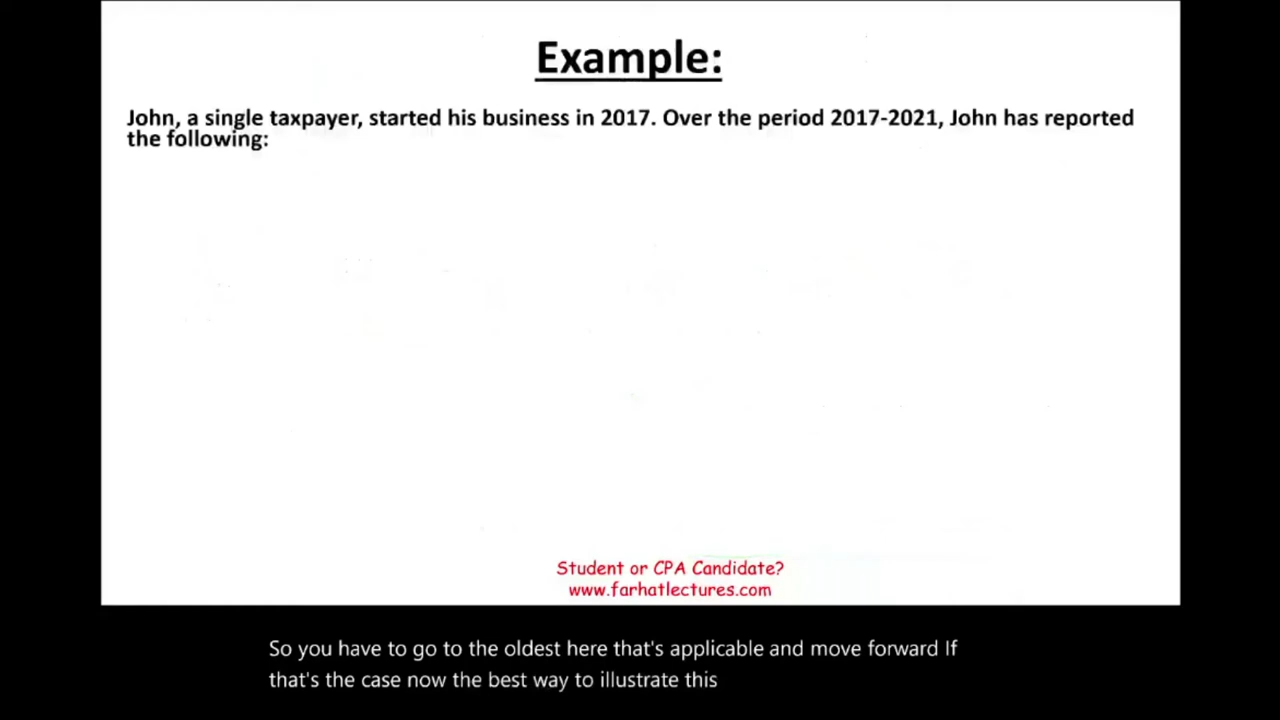 Example:
John, a single taxpayer, started his business in 2017. Over the period 2017-2021, John has reported
the following:
Student or CPA Candidate?
www.farhatlectures.com
So you have to go to the oldest here that's applicable and move forward If
that's the case now the best way to illustrate this